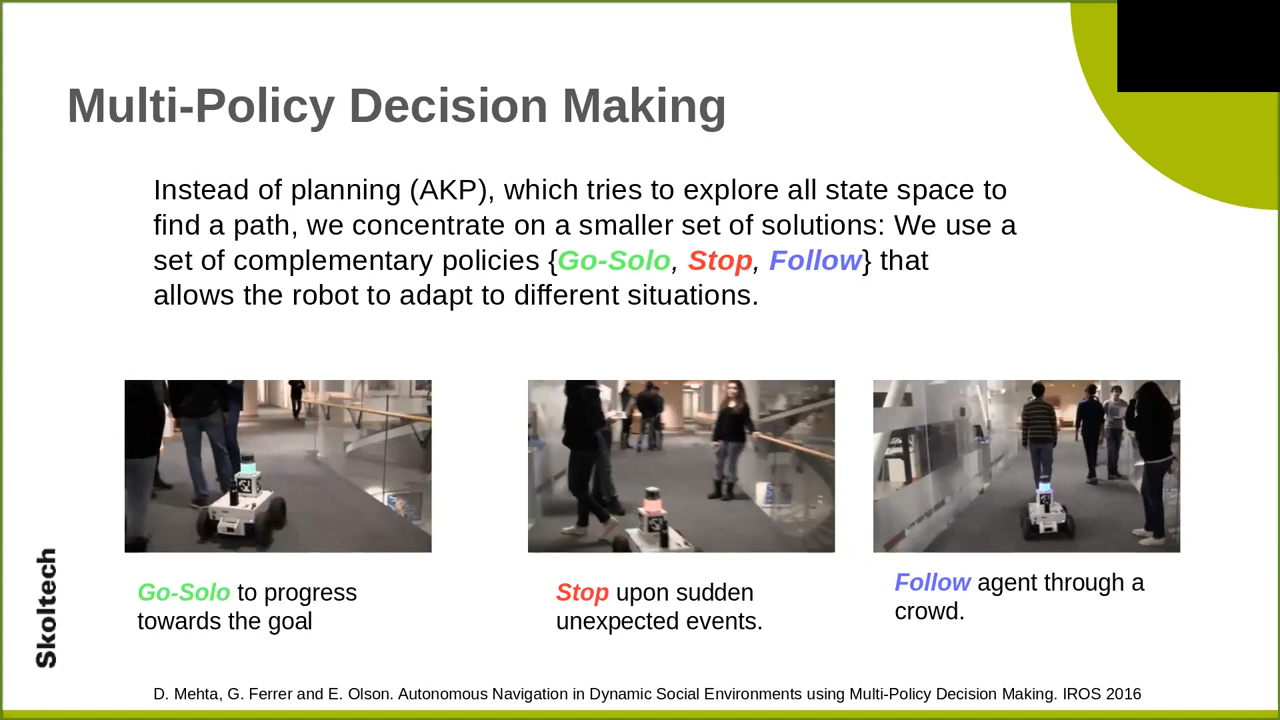 Multi-Policy Decision Making
Instead of planning (AKP), which tries to explore all state space to
find a path, we concentrate on a smaller set of solutions: We use a
set of complementary policies {Go-Solo, Stop, Follow} that
allows the robot to adapt to different situations.
Go-Solo to progress
towards the goal
Stop upon sudden
unexpected events.
Follow agent through a
crowd.
Skoltech
D. Mehta, G. Ferrer and E. Olson. Autonomous Navigation in Dynamic Social Environments using Multi-Policy Decision Making. IROS 2016